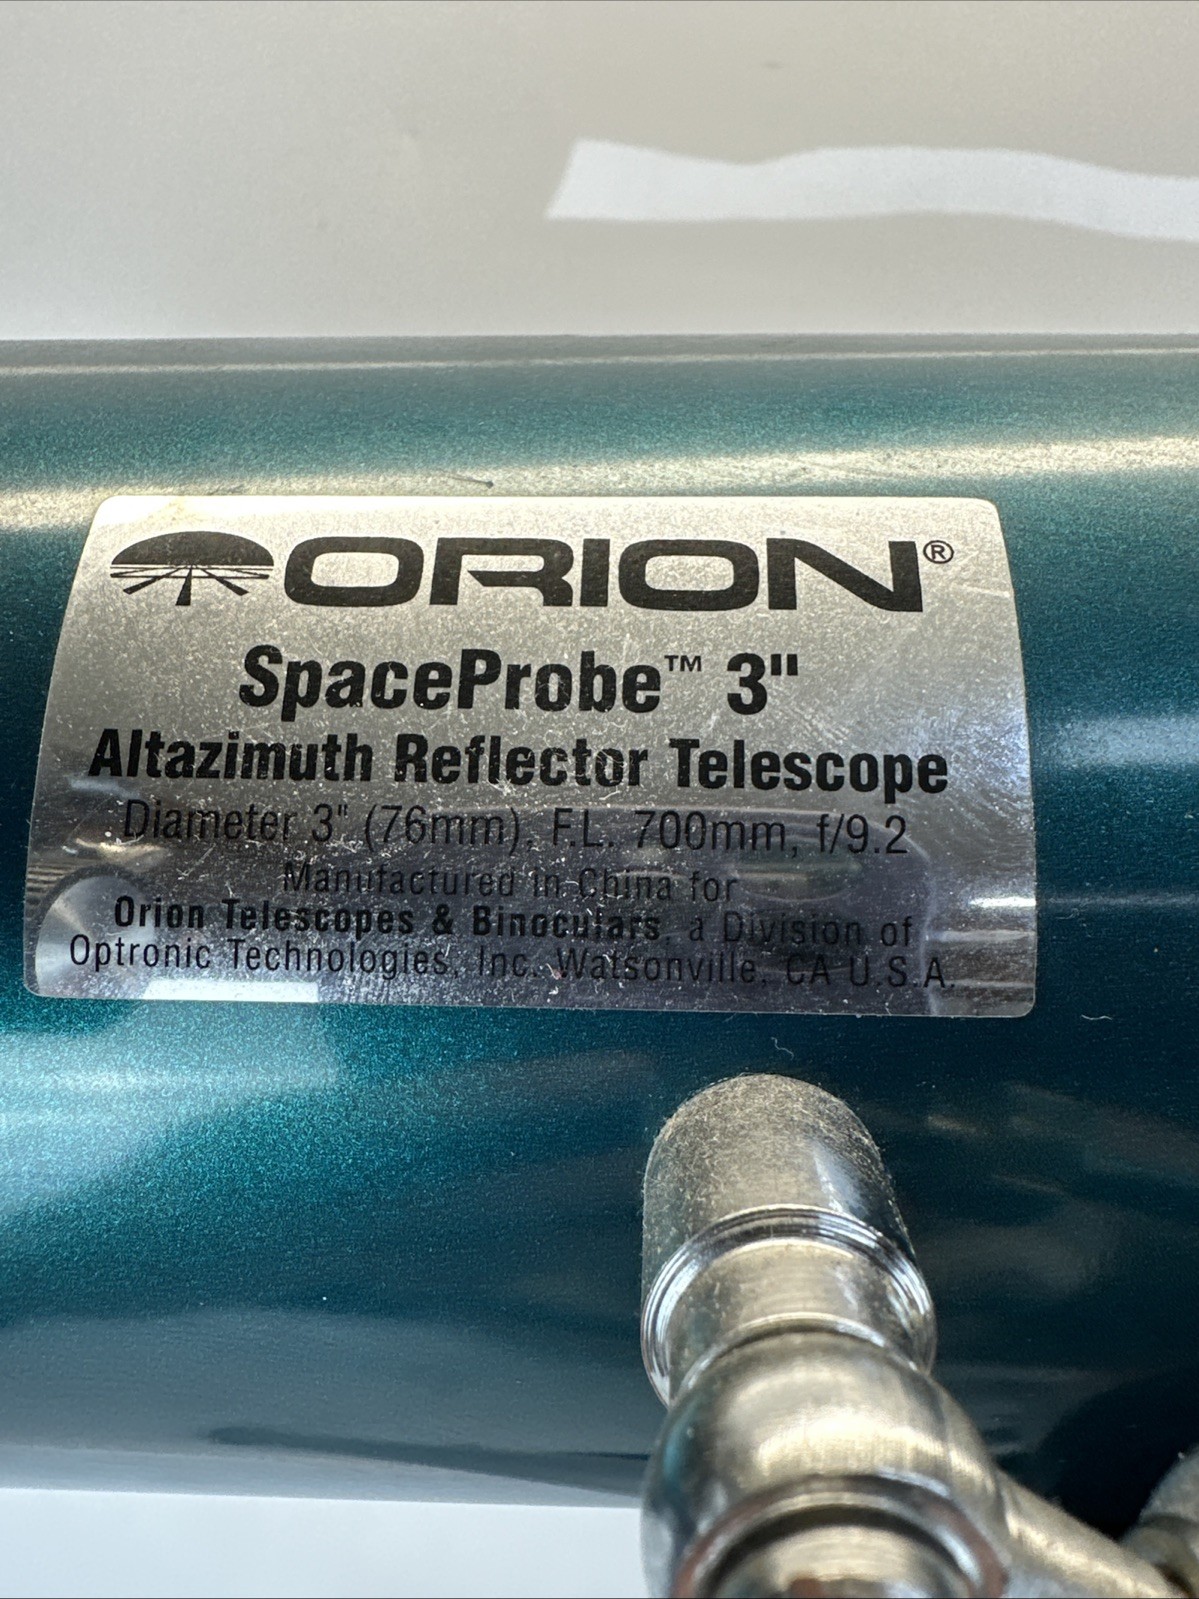 ORION®
SpaceProbe™ 3"
Altazimuth Reflector Telescope
Diameter 3" (76mm), F.L. 700mm, f/9.2
Manufactured in China for
Orion Telescopes & Binoculars, a Division of
Optronic Technologies, Inc. Watsonville, CA U.S.A.